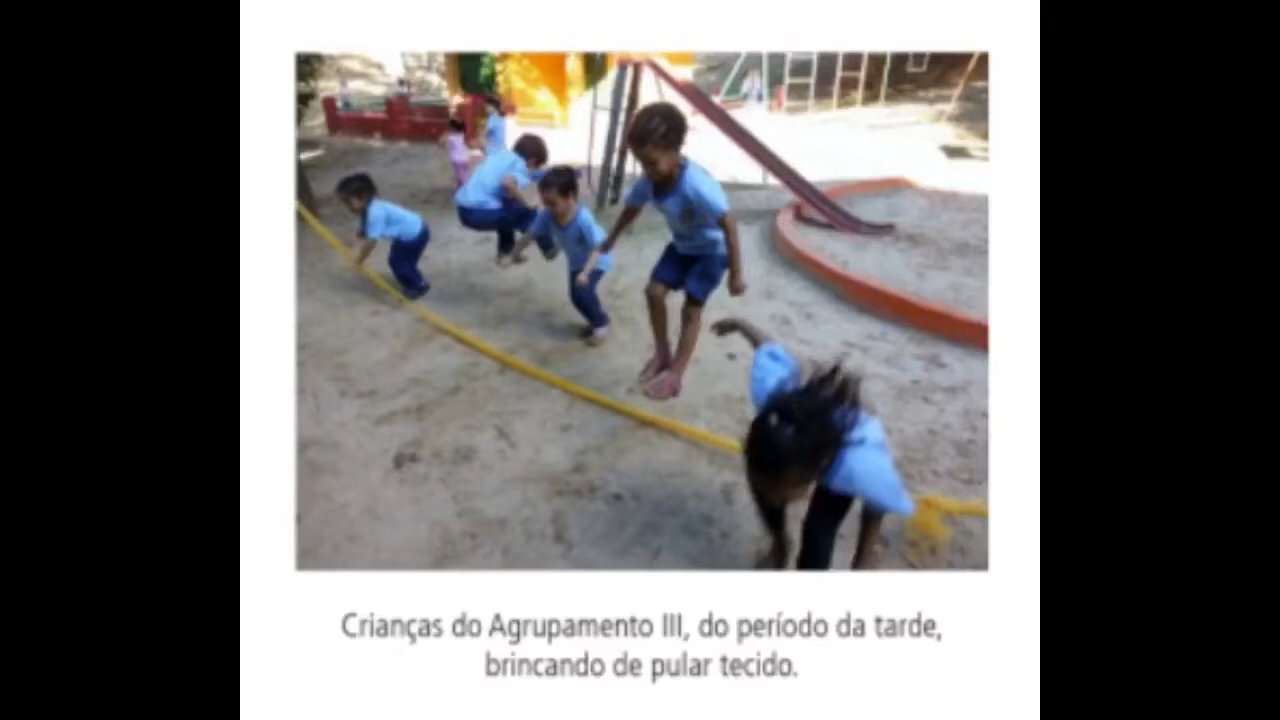 Crianças do Agrupamento III, do período da tarde,
brincando de pular tecido.